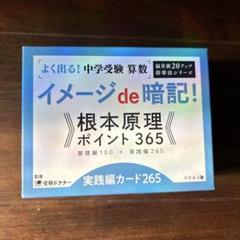 よく出る!中学受験 算数
偏差値20アップ
指導法シリーズ
イメージde暗記!
根本原理
ポイント365
基礎編100 + 実践編265
監修 受験ドクター
実践編カード265